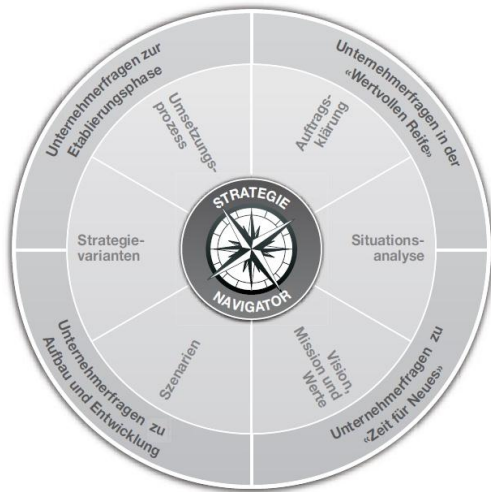 Unternehmerfragen zur
Etablierungsphase
Unternehmerfragen in der
«Wertvollen Reife»
Umsetzungs-
prozess
Auftrags-
klärung
Strategie-
varianten
STRATEGIE
NAVIGATOR
Situations-
analyse
Szenarien
Vision,
Mission und
Werte
Unternehmerfragen zu
Aufbau und Entwicklung
Unternehmerfragen zu
«Zeit für Neues»